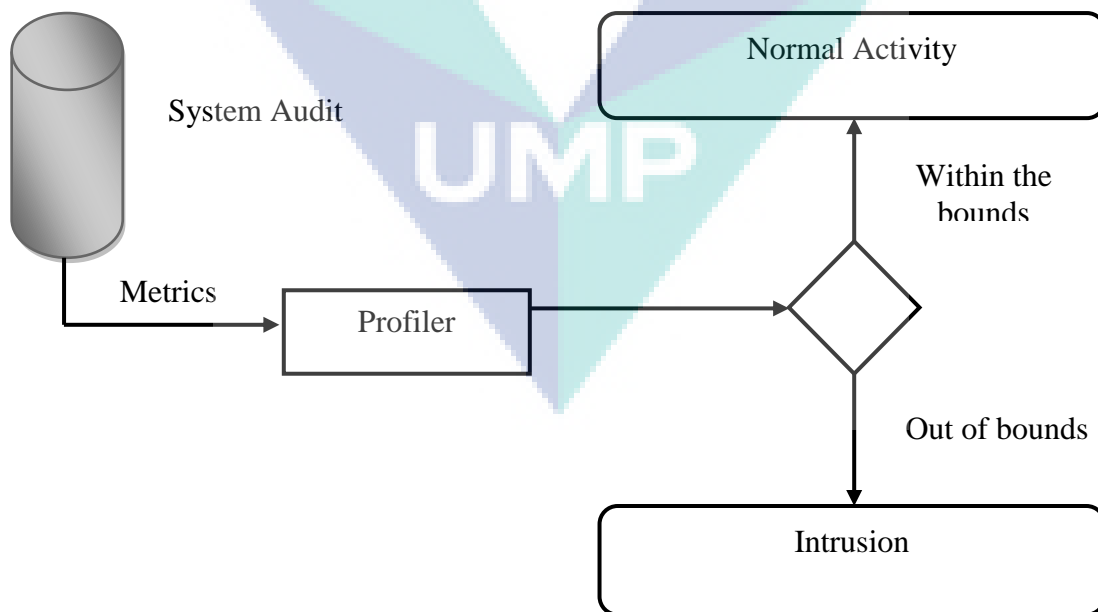 Normal Activity
System Audit
UMP
Within the
bounds
Metrics
Profiler
Out of bounds
Intrusion